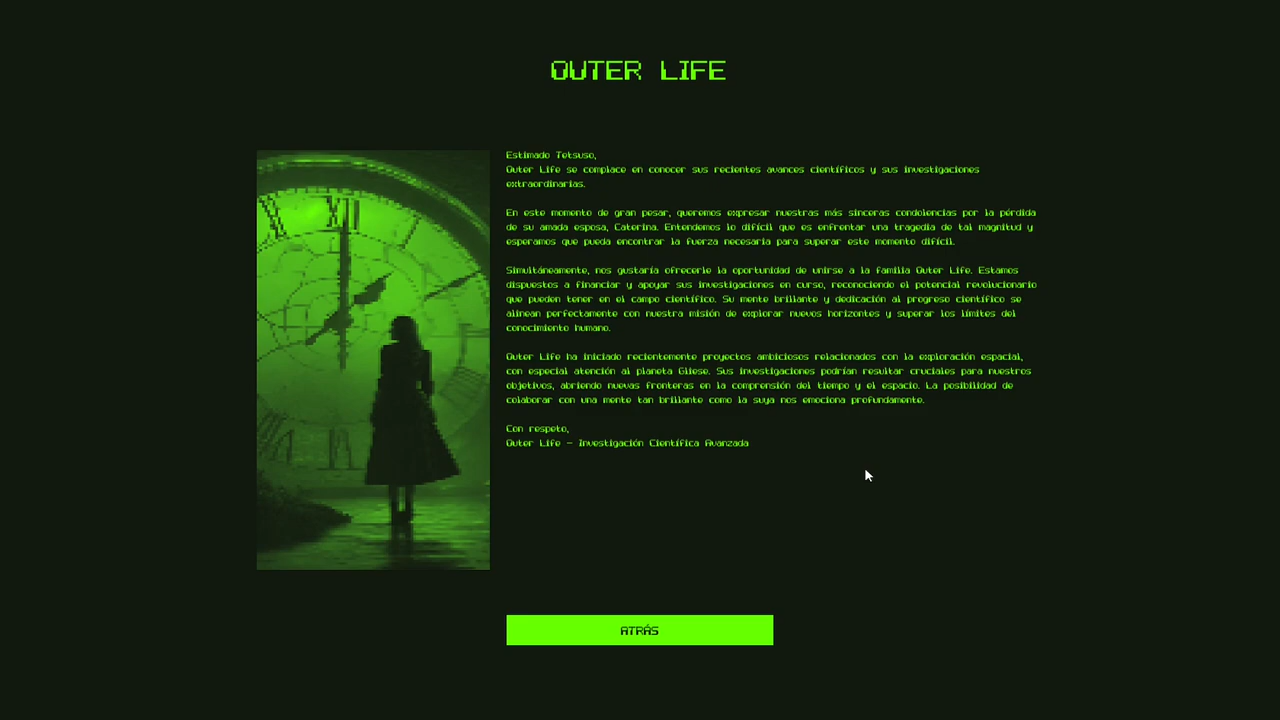 OUTER LIFE
Estimado Tetsuso,
Outer Life se complace en conocer sus recientes avances científicos y sus investigaciones
extraordinarias.
En este momento de gran pesar, queremos expresar nuestras más sinceras condolencias por la pérdida
de su amada esposa, Caterina. Entendemos lo difícil que es enfrentar una tragedia de tal magnitud y
esperamos que pueda encontrar la fuerza necesaria para superar este momento difícil.
Simultáneamente, nos gustaría ofrecerle la oportunidad de unirse a la familia Outer Life. Estamos
dispuestos a financiar y apoyar sus investigaciones en curso, reconociendo el potencial revolucionario
que pueden tener en el campo científico. Su mente brillante y dedicación al progreso científico se
alinean perfectamente con nuestra misión de explorar nuevos horizontes y superar los límites del
conocimiento humano.
Outer Life ha iniciado recientemente proyectos ambiciosos relacionados con la exploración espacial,
con especial atención al planeta Gliese. Sus investigaciones podrían resultar cruciales para nuestros
objetivos, abriendo nuevas fronteras en la comprensión del tiempo y el espacio. La posibilidad de
colaborar con una mente tan brillante como la suya nos emociona profundamente.
Con respeto,
Outer Life - Investigación Científica Avanzada
XII
ATRÁS